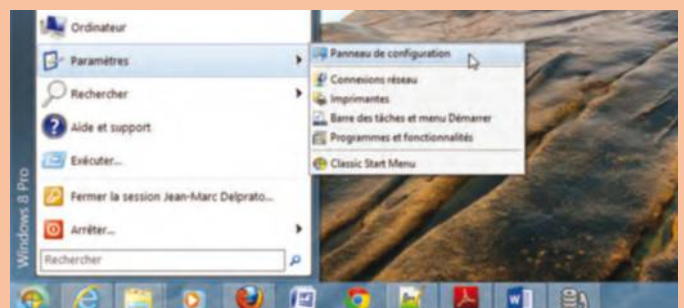 Ordinateur
Paramètres
Rechercher
Aide et support
Exécuter...
Fermer la session Jean-Marc Delprato...
Arrêter...
Rechercher
Windows 8 Pro
Panneau de configuration
Connexions réseau
Imprimantes
Barre des tâches et menu Démarrer
Programmes et fonctionnalités
Classic Start Menu